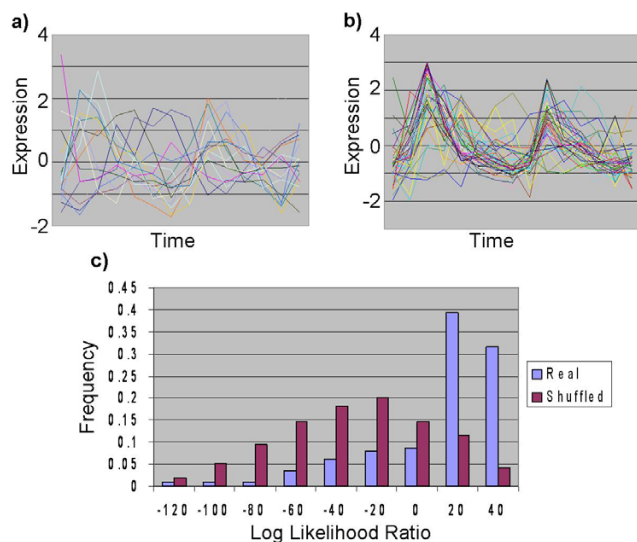 a)
4
2
0
−2
Expression
Time
b)
4
2
0
−2
Expression
Time
c)
0.45
0.4
0.35
0.3
0.25
0.2
0.15
0.1
0.05
0
Frequency
-120 -100 -80 -60 -40 -20 0 20 40
Log Likelihood Ratio
Real
Shuffled